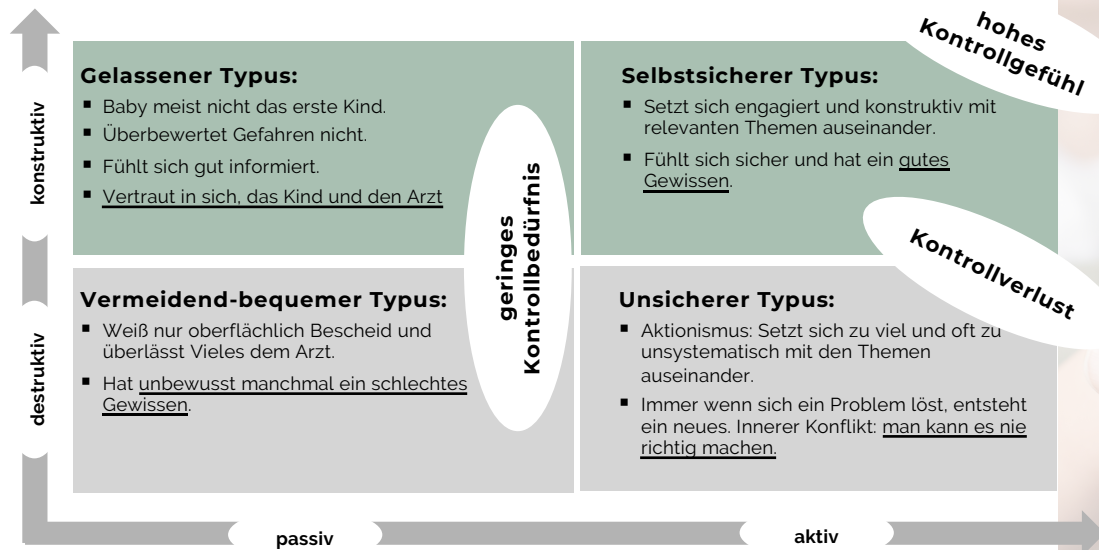 hohes
Kontrollgefühl
konstruktiv
Gelassener Typus:
▪ Baby meist nicht das erste Kind.
▪ Überbewertet Gefahren nicht.
▪ Fühlt sich gut informiert.
▪ Vertraut in sich, das Kind und den Arzt
Selbstsicherer Typus:
▪ Setzt sich engagiert und konstruktiv mit
relevanten Themen auseinander.
▪ Fühlt sich sicher und hat ein gutes
Gewissen.
geringes
Kontrollbedürfnis
Kontrollverlust
destruktiv
Vermeidend-bequemer Typus:
▪ Weiß nur oberflächlich Bescheid und
überlässt Vieles dem Arzt.
▪ Hat unbewusst manchmal ein schlechtes
Gewissen.
Unsicherer Typus:
▪ Aktionismus: Setzt sich zu viel und oft zu
unsystematisch mit den Themen
auseinander.
▪ Immer wenn sich ein Problem löst, entsteht
ein neues. Innerer Konflikt: man kann es nie
richtig machen.
passiv
aktiv